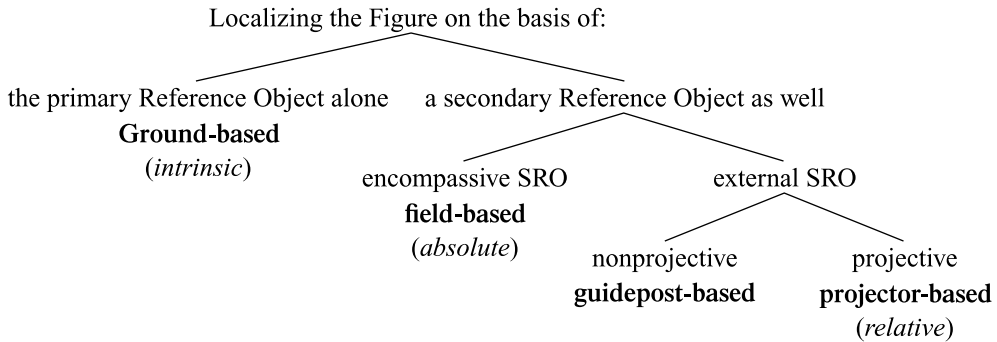 Localizing the Figure on the basis of:
the primary Reference Object alone
Ground-based
(intrinsic)
a secondary Reference Object as well
encompassive SRO
field-based
(absolute)
external SRO
nonprojective
guidepost-based
projective
projector-based
(relative)